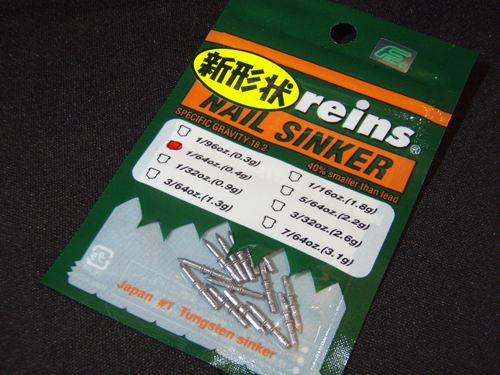 新形状
reins®
NAIL SINKER
SPECIFIC GRAVITY 18.2
40% smaller than lead
1/96oz.(0.3g)
1/64oz.(0.4g)
1/32oz.(0.9g)
3/64oz.(1.3g)
1/16oz.(1.8g)
5/64oz.(2.2g)
3/32oz.(2.6g)
7/64oz.(3.1g)
Japan #1 Tungsten sinker